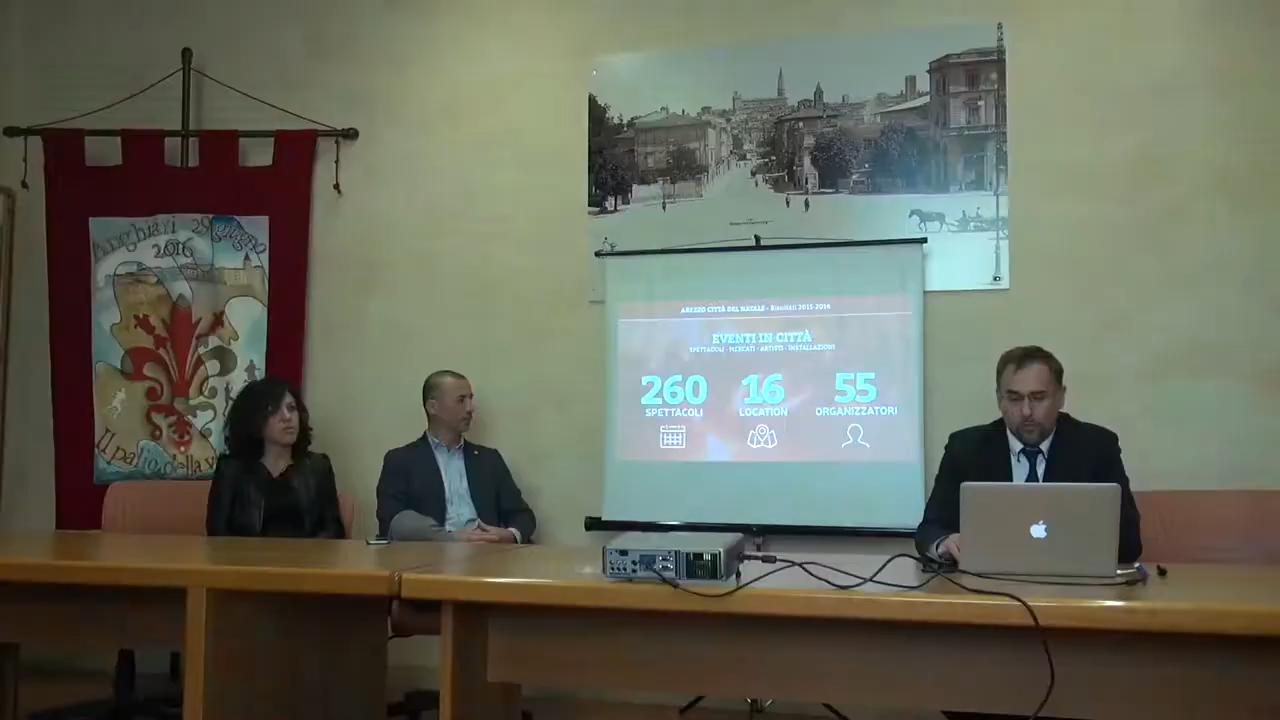 Anghiari 29 giugno
2016
Il palio della
AREZZO CITTÀ DEL NATALE - Risultati 2015-2016
EVENTI IN CITTÀ
SPETTACOLI - MERCATI - ARTISTI - INSTALLAZIONI
260 16 55
SPETTACOLI LOCATION ORGANIZZATORI